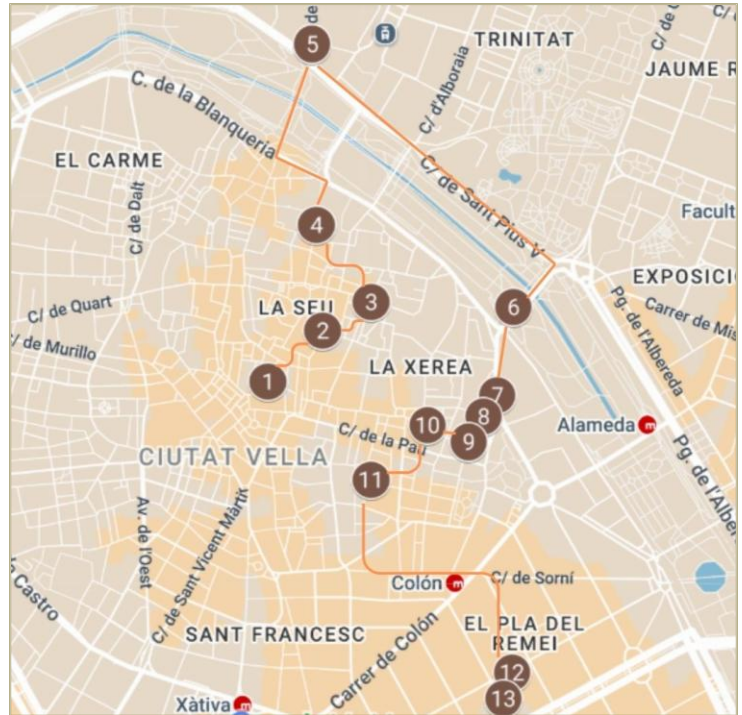 5
TRINITAT
C/ d'Alboraia
JAUME R
C. de la Blanqueria
EL CARME
C/ de Dalt
C/ de Sant Pius V
4
Facult
EXPOSICI
C/ de Quart
LA SEU
3
6
Pg. de l'Albereda
Carrer de Mis
2
/ de Murillo
LA XEREA
1
7
8
10
9
Alameda
m
C/ de la Pau
CIUTAT VELLA
11
Pg. de l'Alber
Av. de l'Oest
C/ de Sant Vicent Màrtir
Castro
Colón
m
C/ de Sorní
SANT FRANCESC
EL PLA DEL
REMEI
Carrer de Colón
12
13
Xàtiva
m